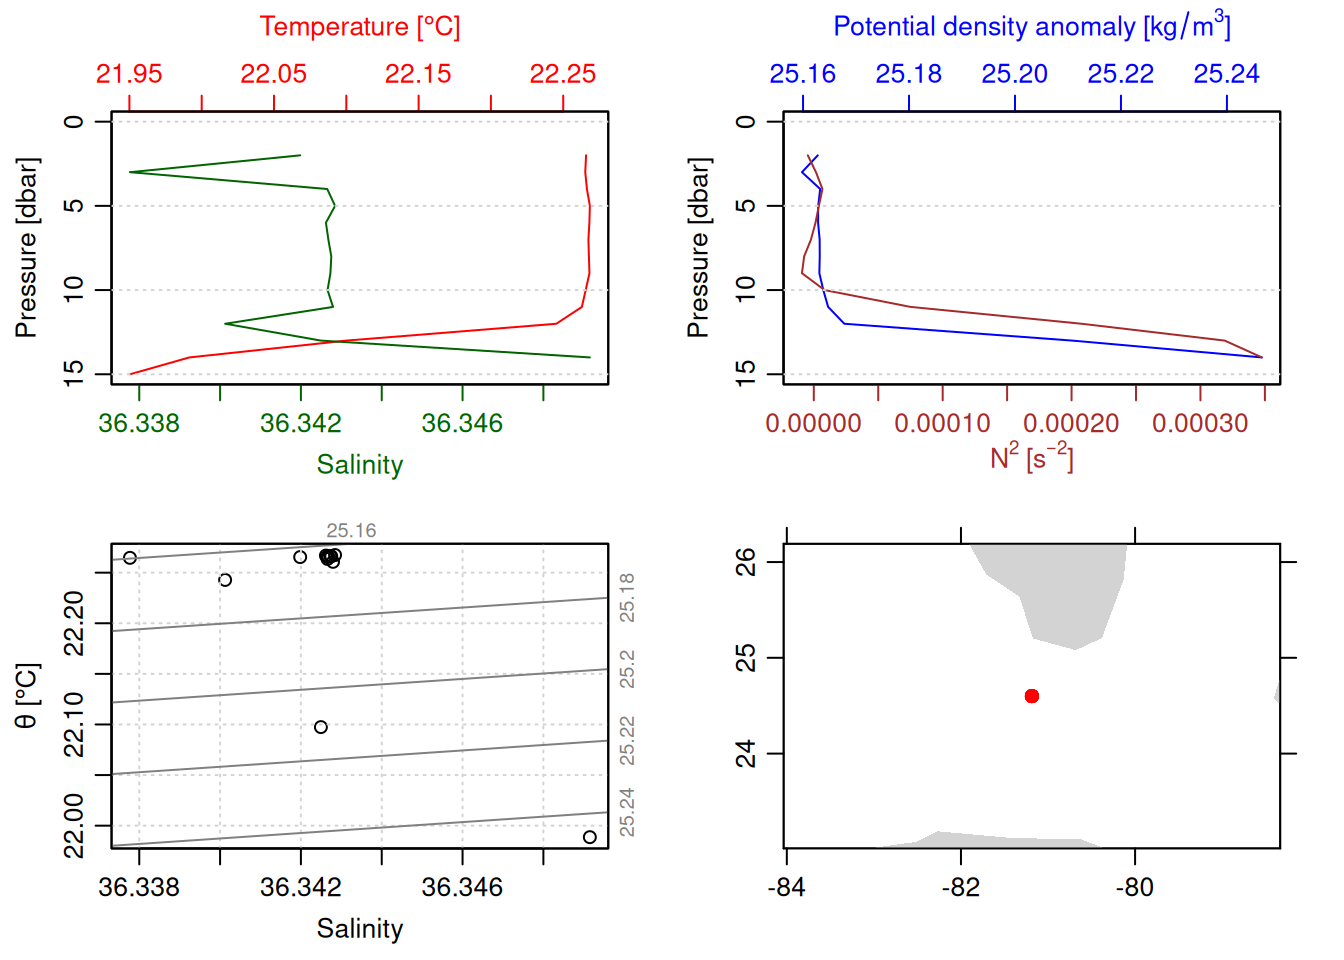 Temperature [°C]
21.95 22.05 22.15 22.25
Pressure [dbar]
0
5
10
15
36.338 36.342 36.346
Salinity
Potential density anomaly [kg/m³]
25.16 25.18 25.20 25.22 25.24
Pressure [dbar]
0
5
10
15
0.00000 0.00010 0.00020 0.00030
N² [s⁻²]
25.16
25.18
25.2
25.22
25.24
θ [°C]
22.20
22.10
22.00
36.338 36.342 36.346
Salinity
26
25
24
-84 -82 -80